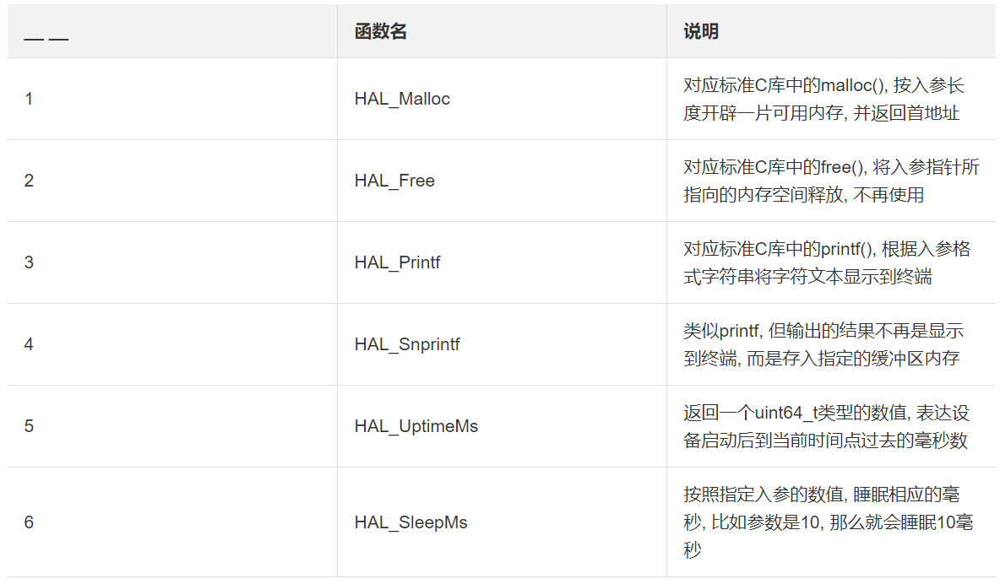 __ __ 函数名 说明
1 HAL_Malloc 对应标准C库中的malloc(), 按入参长
度开辟一片可用内存, 并返回首地址
2 HAL_Free 对应标准C库中的free(), 将入参指针所
指向的内存空间释放, 不再使用
3 HAL_Printf 对应标准C库中的printf(), 根据入参格
式字符串将字符文本显示到终端
4 HAL_Snprintf 类似printf, 但输出的结果不再是显示
到终端, 而是存入指定的缓冲区内存
5 HAL_UptimeMs 返回一个uint64_t类型的数值, 表达设
备启动后到当前时间点过去的毫秒数
6 HAL_SleepMs 按照指定入参的数值, 睡眠相应的毫
秒, 比如参数是10, 那么就会睡眠10毫
秒